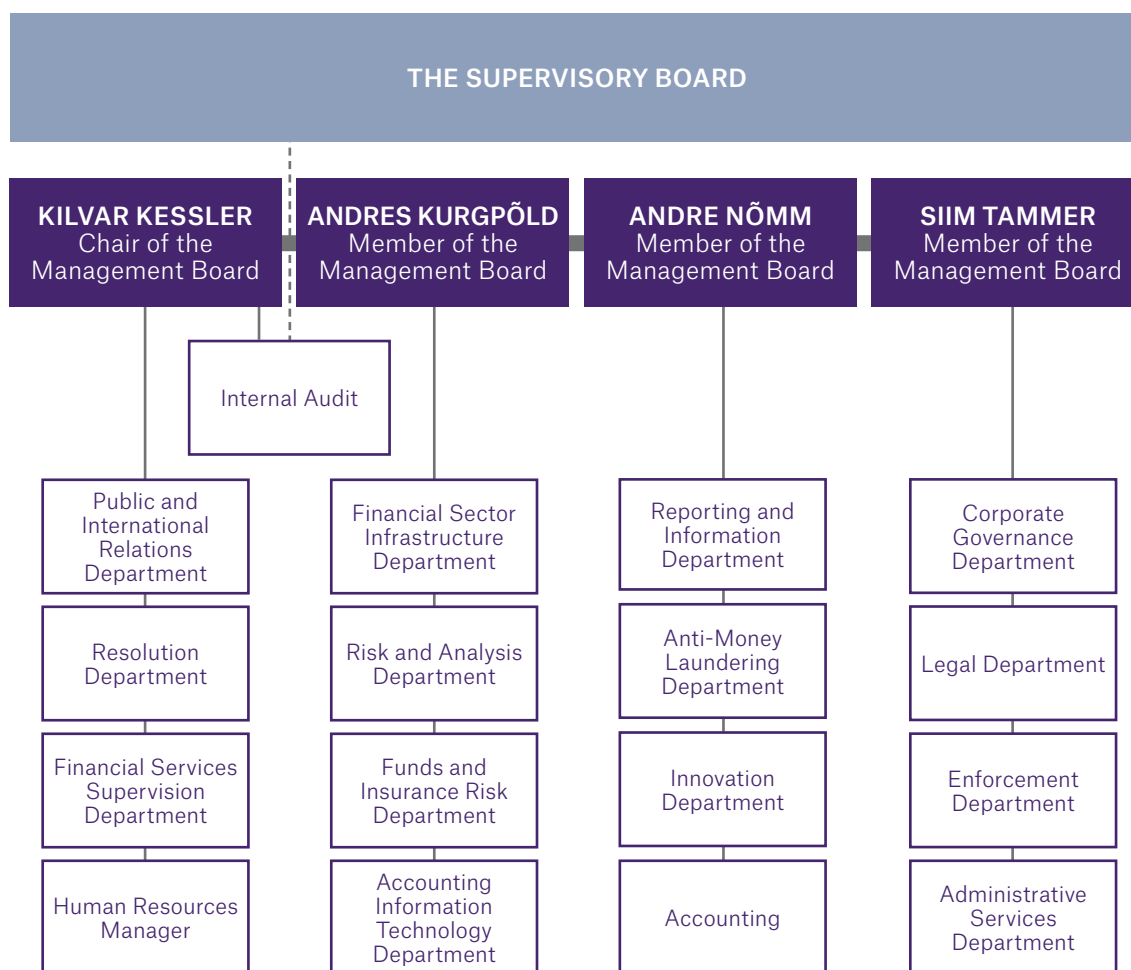 THE SUPERVISORY BOARD
KILVAR KESSLER
Chair of the
Management Board
ANDRES KURGPÕLD
Member of the
Management Board
ANDRE NÕMM
Member of the
Management Board
SIIM TAMMER
Member of the
Management Board
Internal Audit
Public and
International
Relations
Department
Financial Sector
Infrastructure
Department
Reporting and
Information
Department
Corporate
Governance
Department
Resolution
Department
Risk and Analysis
Department
Anti-Money
Laundering
Department
Legal Department
Financial Services
Supervision
Department
Funds and
Insurance Risk
Department
Innovation
Department
Enforcement
Department
Human Resources
Manager
Accounting
Information
Technology
Department
Accounting
Administrative
Services
Department